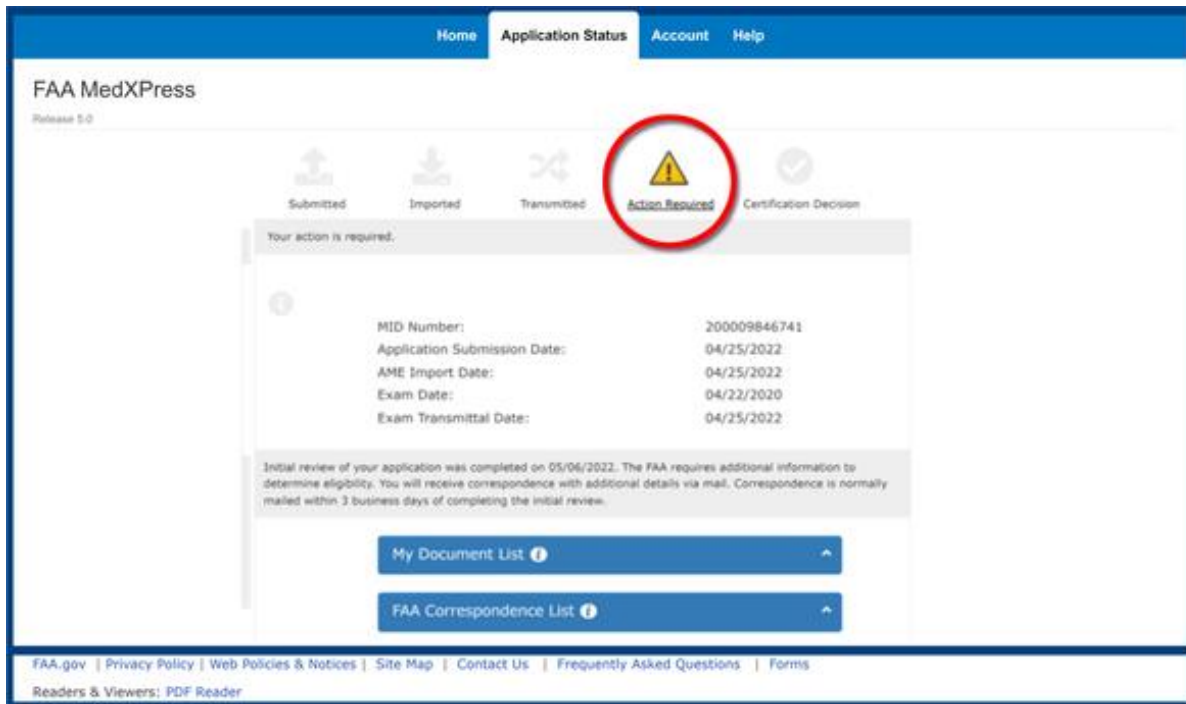 Home Application Status Account Help
FAA MedXPress
Release 5.0
Submitted Imported Transmitted Action Required Certification Decision
Your action is required.
MID Number: 200009846741
Application Submission Date: 04/25/2022
AME Import Date: 04/25/2022
Exam Date: 04/22/2020
Exam Transmittal Date: 04/25/2022
Initial review of your application was completed on 05/06/2022. The FAA requires additional information to
determine eligibility. You will receive correspondence with additional details via mail. Correspondence is normally
mailed within 3 business days of completing the initial review.
My Document List
FAA Correspondence List
FAA.gov | Privacy Policy | Web Policies & Notices | Site Map | Contact Us | Frequently Asked Questions | Forms
Readers & Viewers: PDF Reader